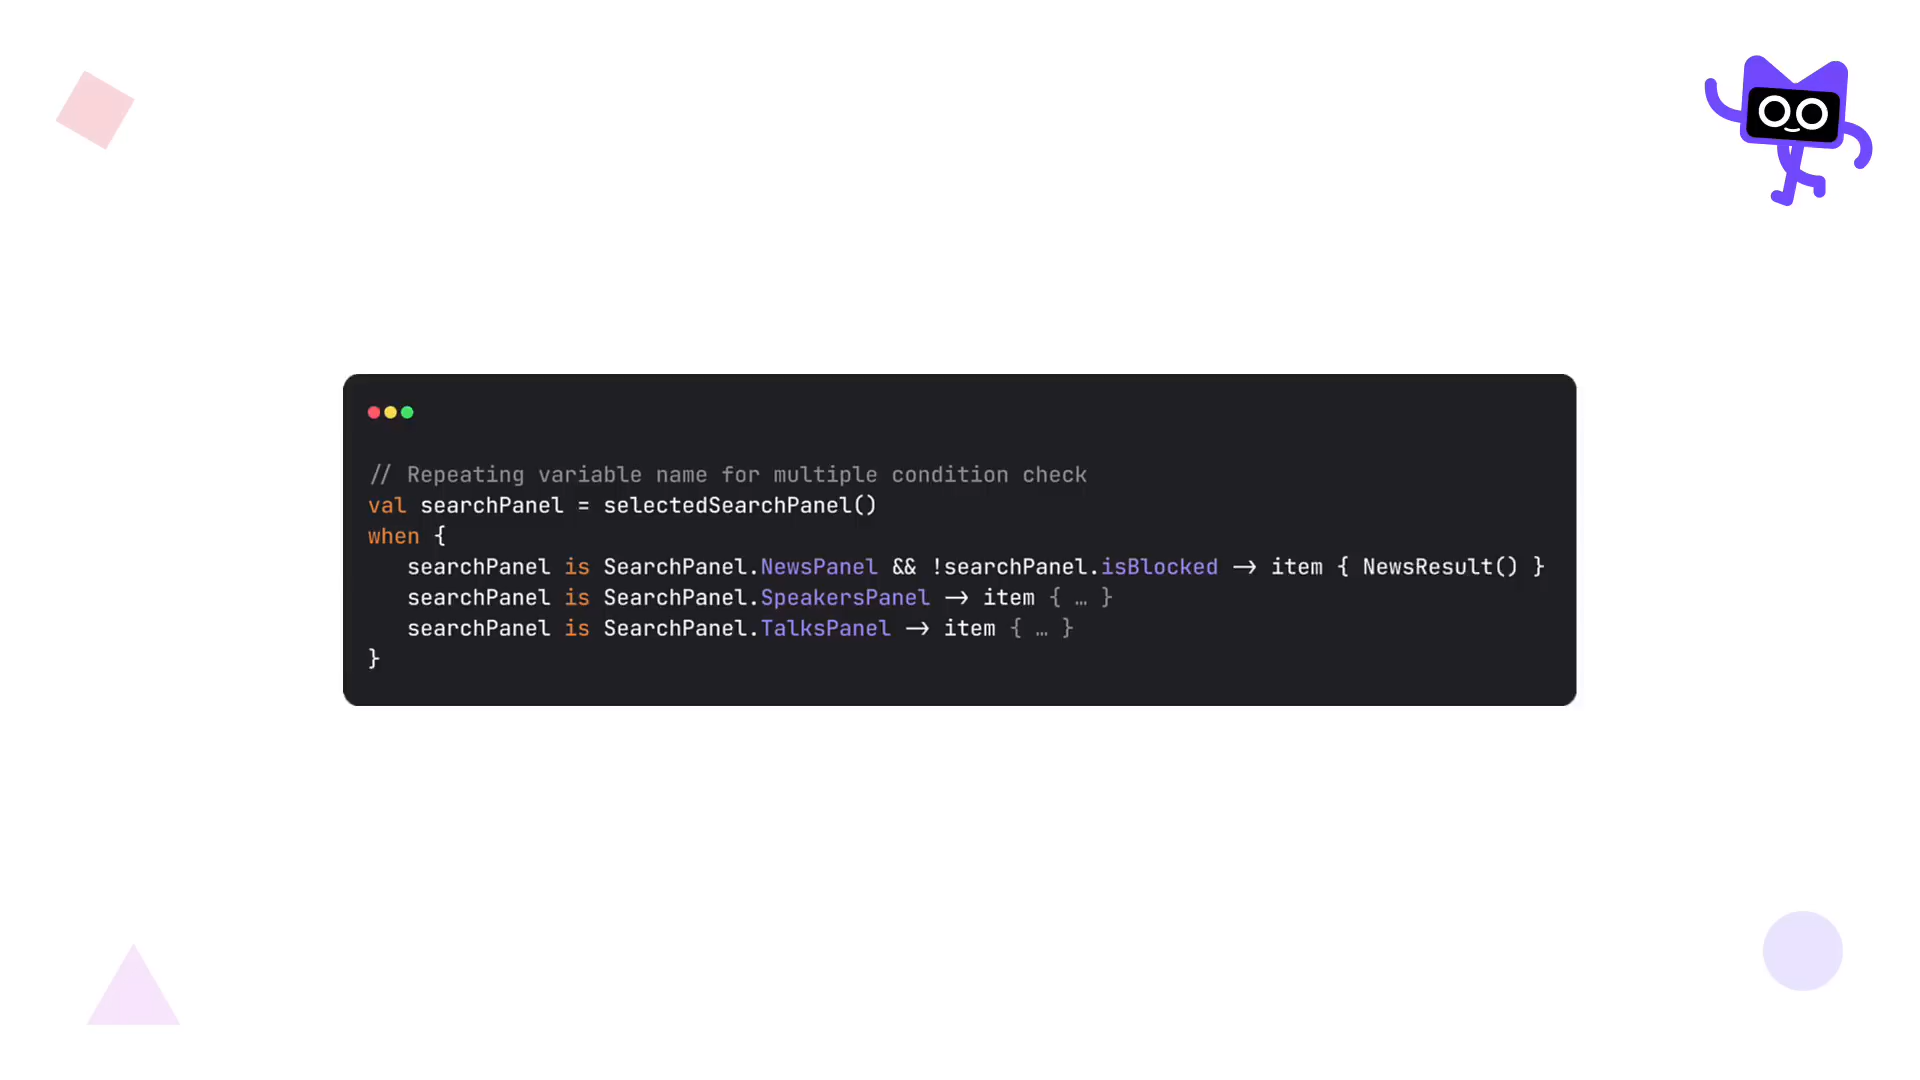 // Repeating variable name for multiple condition check
val searchPanel = selectedSearchPanel()
when {
   searchPanel is SearchPanel.NewsPanel && !searchPanel.isBlocked -> item { NewsResult() }
   searchPanel is SearchPanel.SpeakersPanel -> item { … }
   searchPanel is SearchPanel.TalksPanel -> item { … }
}